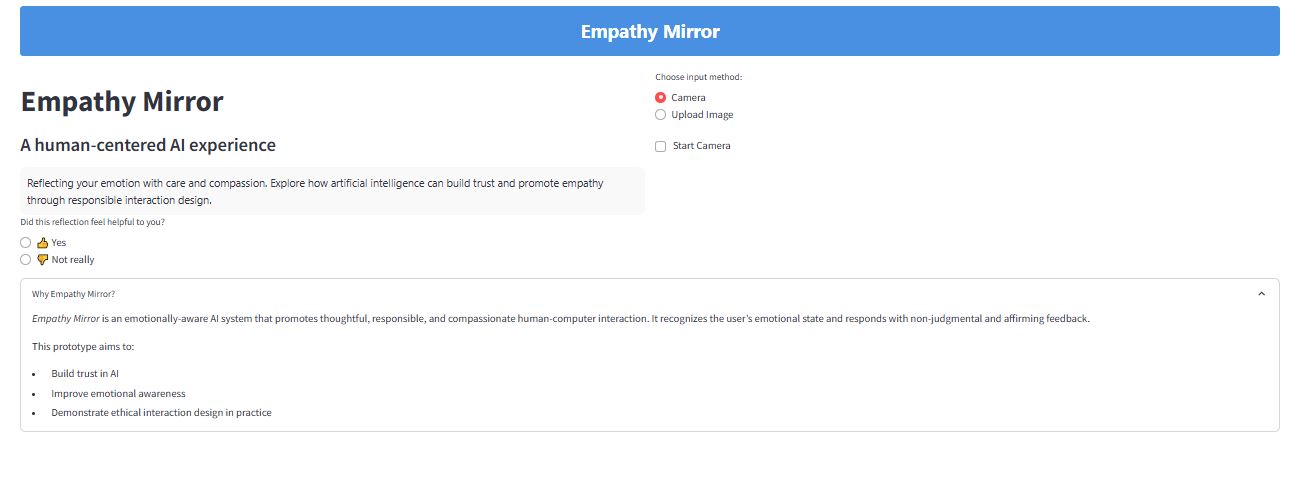 Empathy Mirror
Empathy Mirror
A human-centered AI experience
Reflecting your emotion with care and compassion. Explore how artificial intelligence can build trust and promote empathy
through responsible interaction design.
Did this reflection feel helpful to you?
👍 Yes
👎 Not really
Choose input method:
Camera
Upload Image
Start Camera
Why Empathy Mirror?
Empathy Mirror is an emotionally-aware AI system that promotes thoughtful, responsible, and compassionate human-computer interaction. It recognizes the user's emotional state and responds with non-judgmental and affirming feedback.
This prototype aims to:
• Build trust in AI
• Improve emotional awareness
• Demonstrate ethical interaction design in practice